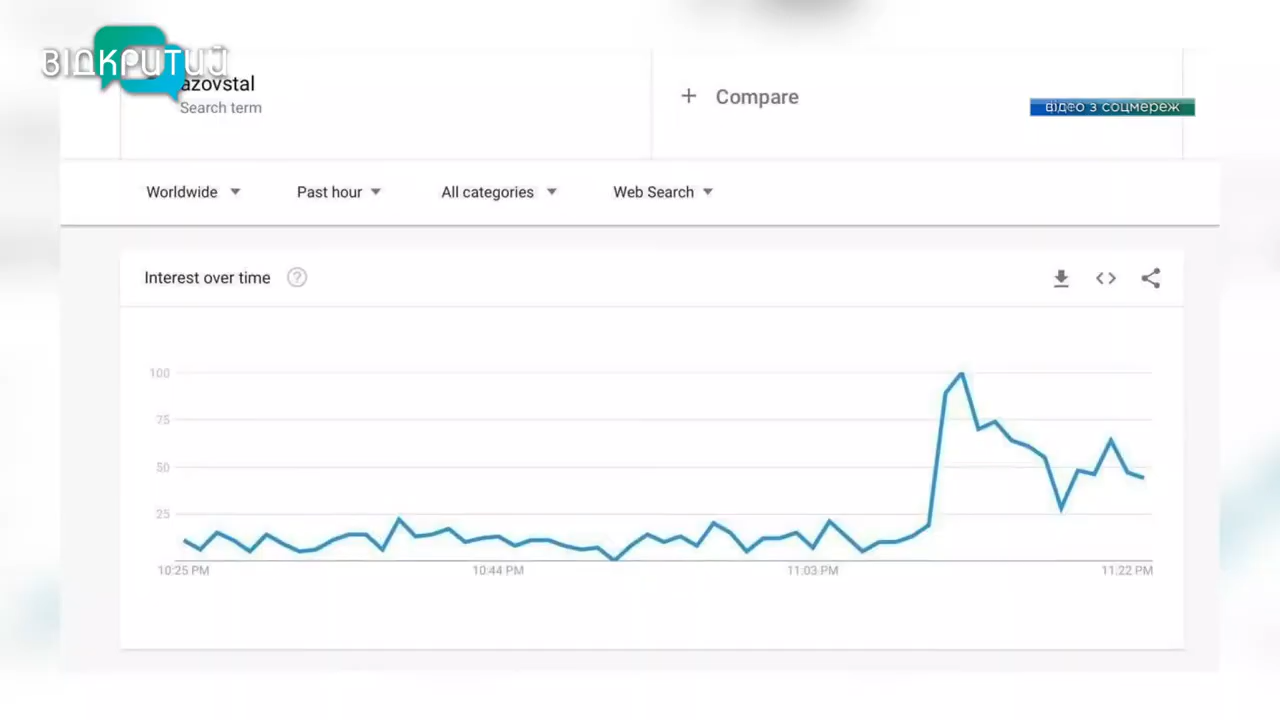 ВІДКРИТИЙ
azovstal
Search term
+ Compare
відео з соцмереж
Worldwide
Past hour
All categories
Web Search
Interest over time ?
100
75
50
25
10:25 PM
10:44 PM
11:03 PM
11:22 PM